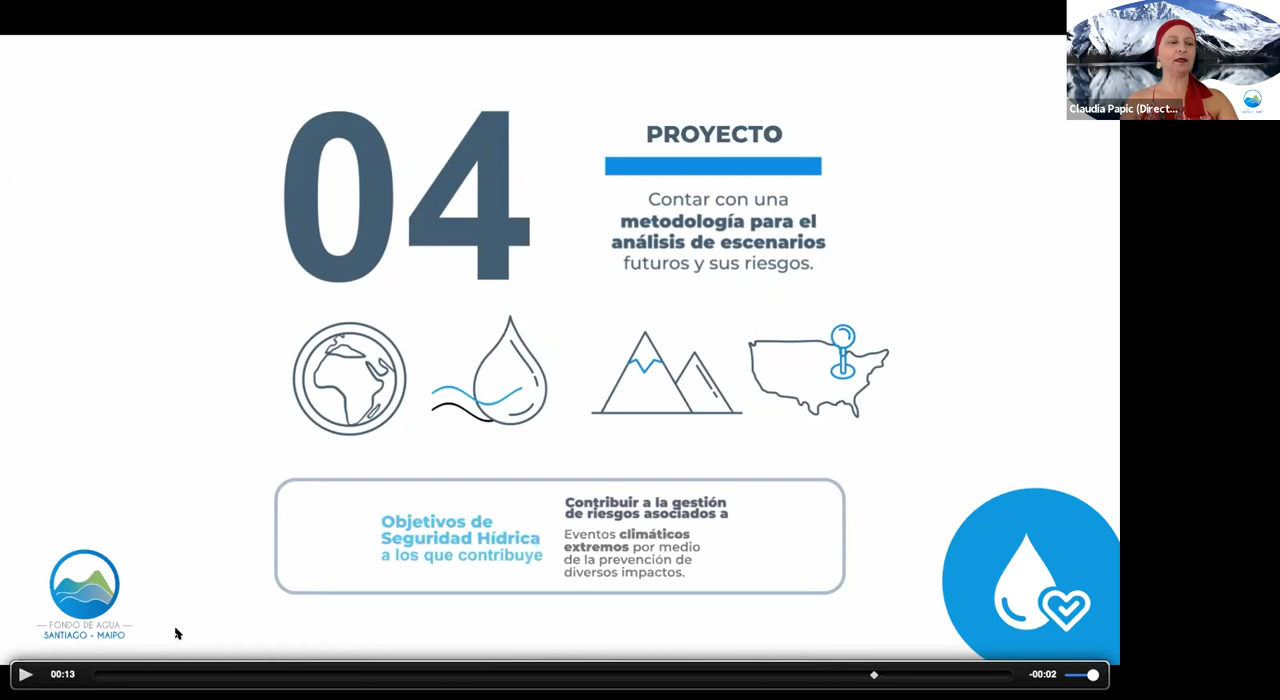 Claudia Papic (Direct...
04
PROYECTO
Contar con una
metodología para el
análisis de escenarios
futuros y sus riesgos.
Objetivos de
Seguridad Hídrica
a los que contribuye
Contribuir a la gestión
de riesgos asociados a
Eventos climáticos
extremos por medio
de la prevención de
diversos impactos.
FONDO DE AGUA
SANTIAGO - MAIPO
00:13
-00:02